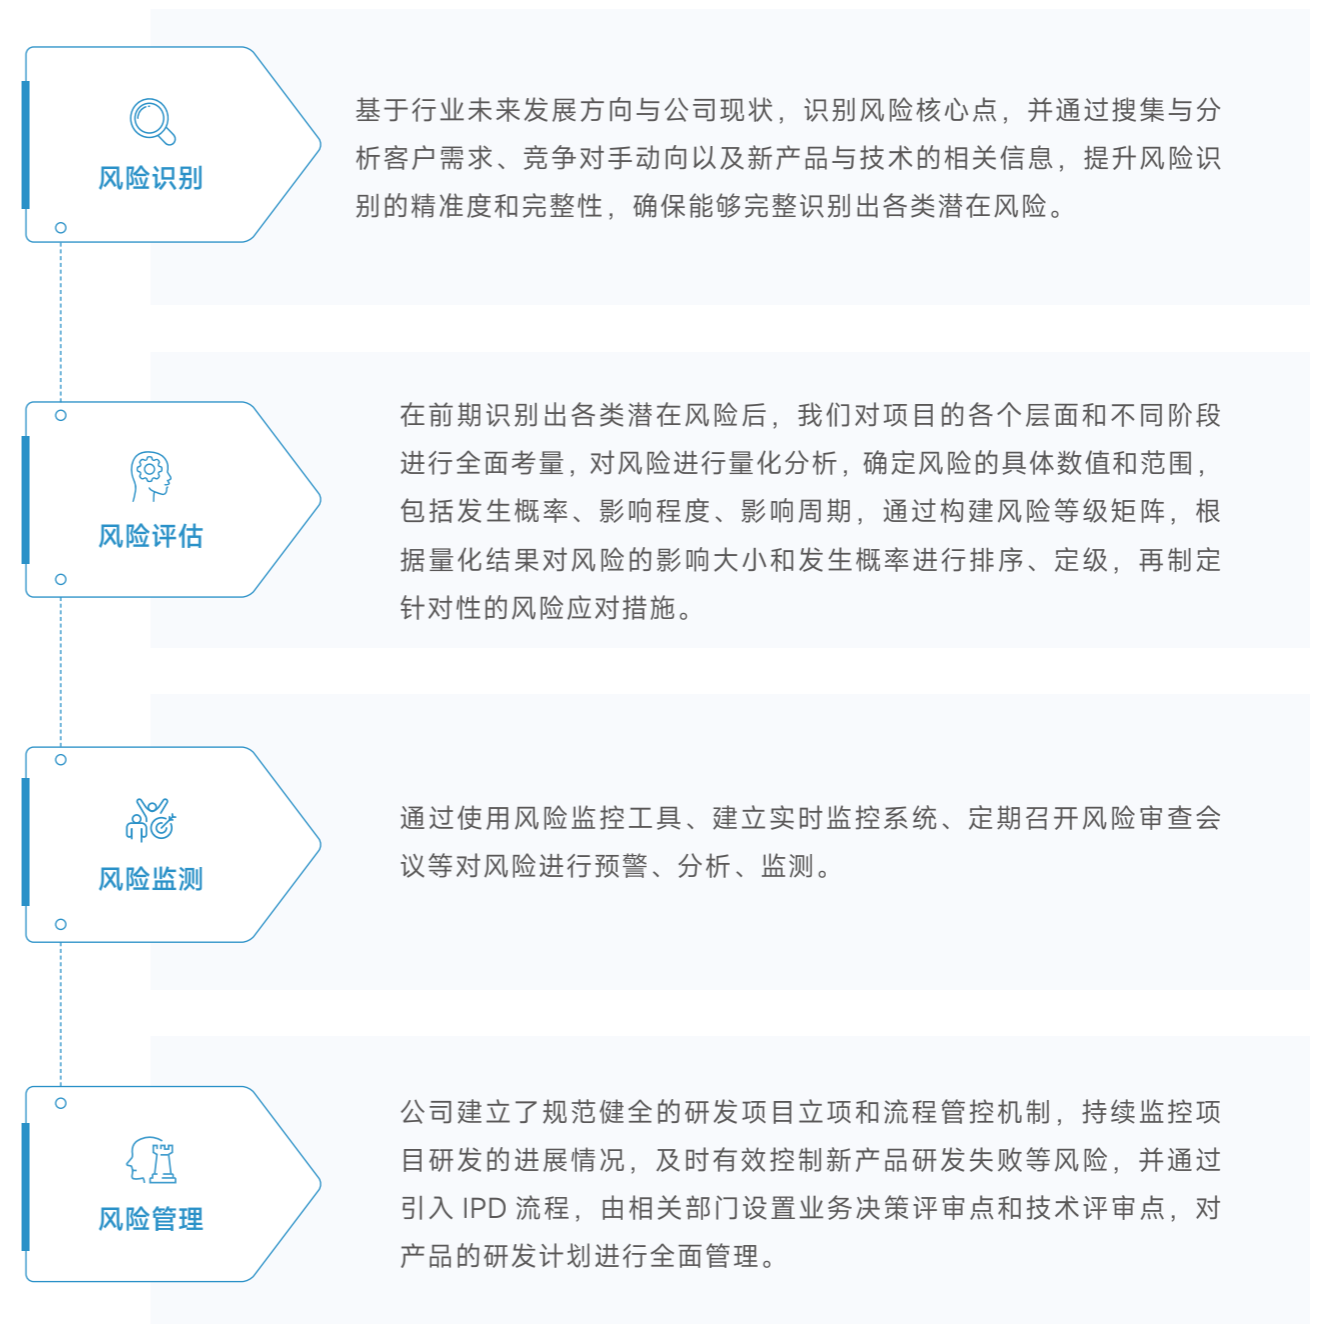 风险识别
基于行业未来发展方向与公司现状，识别风险核心点，并通过搜集与分
析客户需求、竞争对手动向以及新产品与技术的相关信息，提升风险识
别的精准度和完整性，确保能够完整识别出各类潜在风险。
风险评估
在前期识别出各类潜在风险后，我们对项目的各个层面和不同阶段
进行全面考量，对风险进行量化分析，确定风险的具体数值和范围，
包括发生概率、影响程度、影响周期，通过构建风险等级矩阵，根
据量化结果对风险的影响大小和发生概率进行排序、定级，再制定
针对性的风险应对措施。
风险监测
通过使用风险监控工具、建立实时监控系统、定期召开风险审查会
议等对风险进行预警、分析、监测。
风险管理
公司建立了规范健全的研发项目立项和流程管控机制，持续监控项
目研发的进展情况，及时有效控制新产品研发失败等风险，并通过
引入 IPD 流程，由相关部门设置业务决策评审点和技术评审点，对
产品的研发计划进行全面管理。